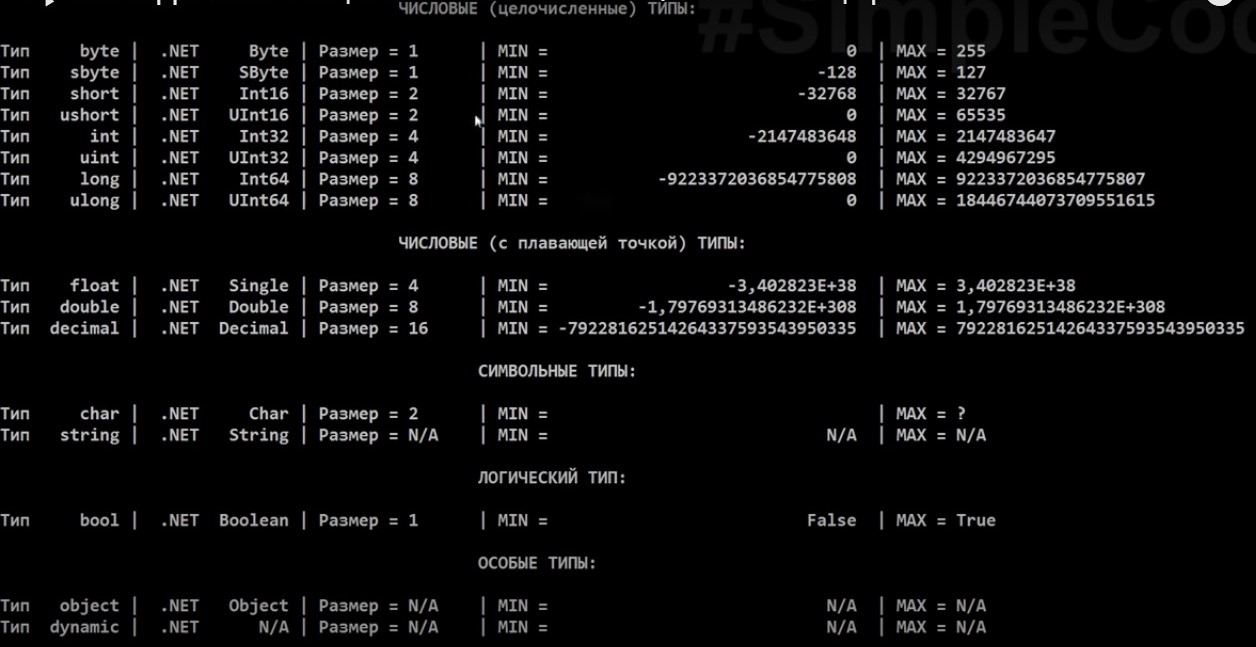 #SimpleCo
ЧИСЛОВЫЕ (целочисленные) ТИПЫ:
Тип byte | .NET Byte | Размер = 1 | MIN = 0 | MAX = 255
Тип sbyte | .NET SByte | Размер = 1 | MIN = -128 | MAX = 127
Тип short | .NET Int16 | Размер = 2 | MIN = -32768 | MAX = 32767
Тип ushort | .NET UInt16 | Размер = 2 | MIN = 0 | MAX = 65535
Тип int | .NET Int32 | Размер = 4 | MIN = -2147483648 | MAX = 2147483647
Тип uint | .NET UInt32 | Размер = 4 | MIN = 0 | MAX = 4294967295
Тип long | .NET Int64 | Размер = 8 | MIN = -9223372036854775808 | MAX = 9223372036854775807
Тип ulong | .NET UInt64 | Размер = 8 | MIN = 0 | MAX = 18446744073709551615
ЧИСЛОВЫЕ (с плавающей точкой) ТИПЫ:
Тип float | .NET Single | Размер = 4 | MIN = -3,402823E+38 | MAX = 3,402823E+38
Тип double | .NET Double | Размер = 8 | MIN = -1,79769313486232E+308 | MAX = 1,79769313486232E+308
Тип decimal | .NET Decimal | Размер = 16 | MIN = -79228162514264337593543950335 | MAX = 79228162514264337593543950335
СИМВОЛЬНЫЕ ТИПЫ:
Тип char | .NET Char | Размер = 2 | MIN = | MAX = ?
Тип string | .NET String | Размер = N/A | MIN = N/A | MAX = N/A
ЛОГИЧЕСКИЙ ТИП:
Тип bool | .NET Boolean | Размер = 1 | MIN = False | MAX = True
ОСОБЫЕ ТИПЫ:
Тип object | .NET Object | Размер = N/A | MIN = N/A | MAX = N/A
Тип dynamic | .NET N/A | Размер = N/A | MIN = N/A | MAX = N/A